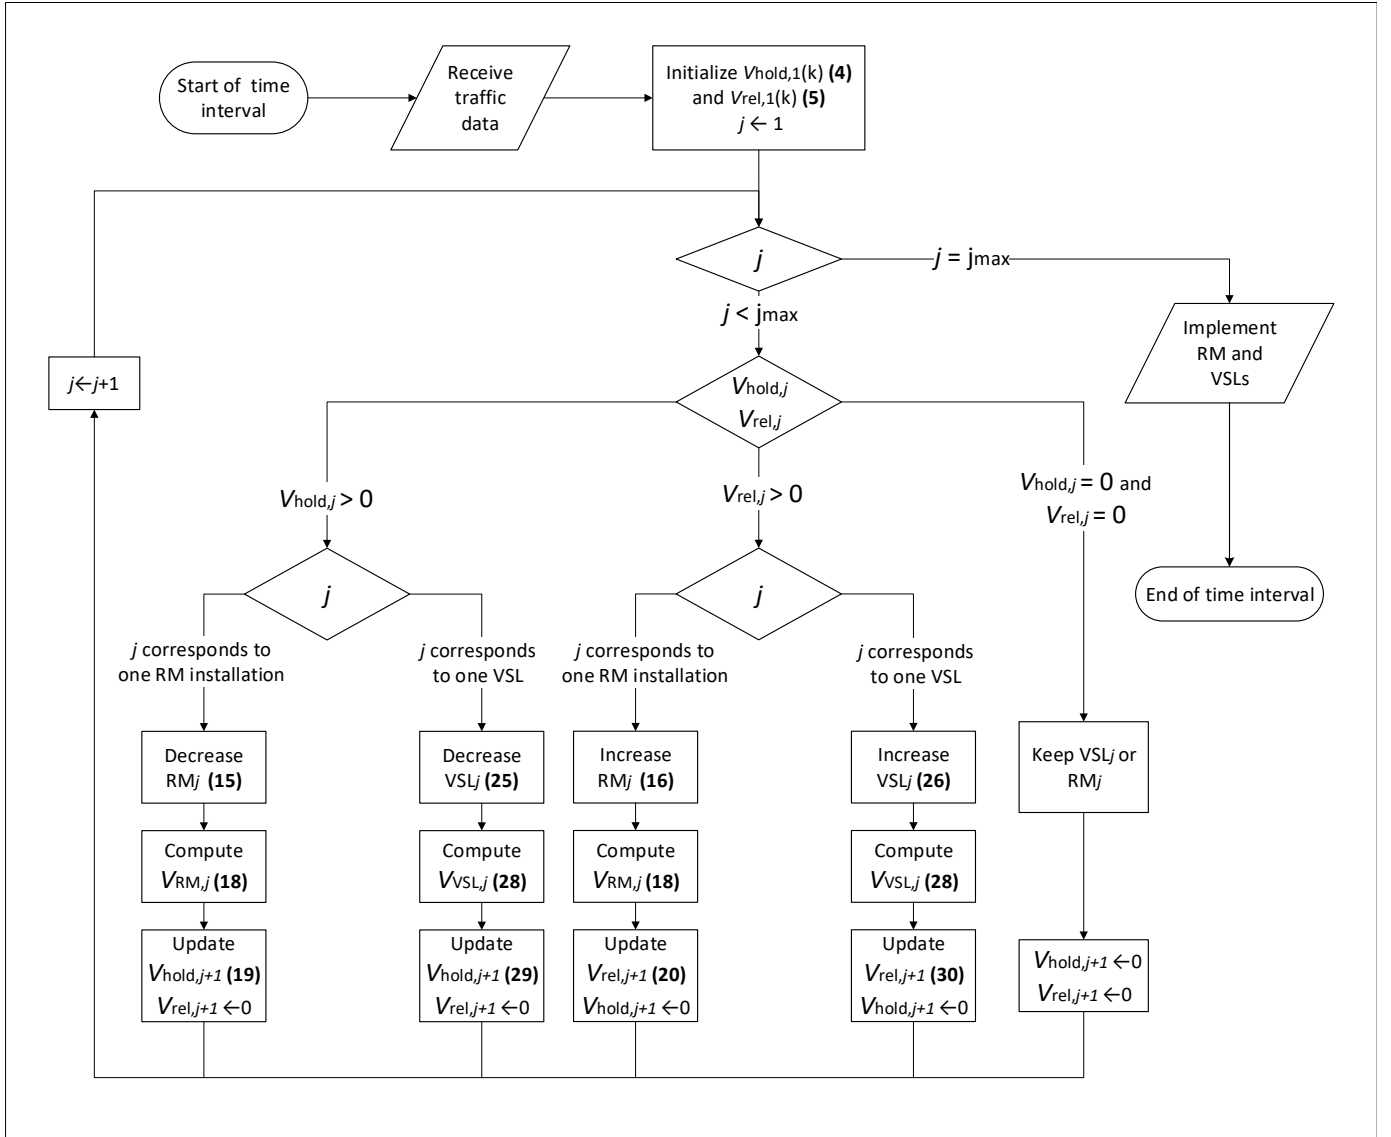 Start of time
interval
Receive
traffic
data
Initialize Vhold,1(k) (4)
and Vrel,1(k) (5)
j ← 1
j
j = jmax
j < jmax
Implement
RM and
VSLs
j←j+1
Vhold,j
Vrel,j
Vhold,j > 0
Vrel,j > 0
Vhold,j = 0 and
Vrel,j = 0
j
j
End of time interval
j corresponds to
one RM installation
j corresponds
to one VSL
j corresponds to
one RM installation
j corresponds
to one VSL
Decrease
RMj (15)
Decrease
VSLj (25)
Increase
RMj (16)
Increase
VSLj (26)
Keep VSLj or
RMj
Compute
VRM,j (18)
Compute
VVSL,j (28)
Compute
VRM,j (18)
Compute
VVSL,j (28)
Update
Vhold,j+1 (19)
Vrel,j+1 ←0
Update
Vhold,j+1 (29)
Vrel,j+1 ←0
Update
Vrel,j+1 (20)
Vhold,j+1 ←0
Update
Vrel,j+1 (30)
Vhold,j+1 ←0
Vhold,j+1 ←0
Vrel,j+1 ←0